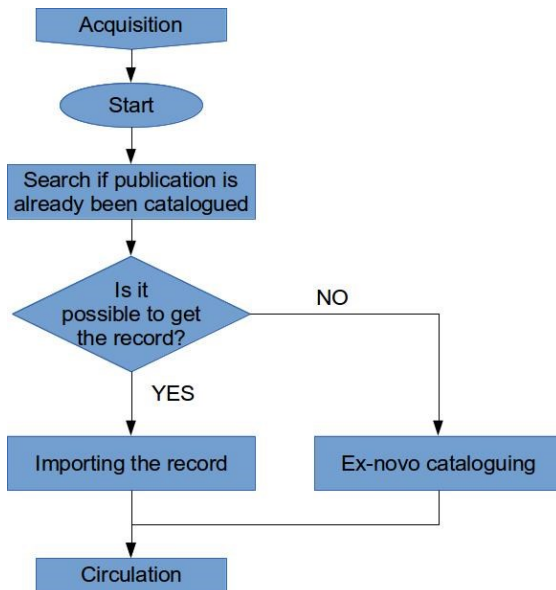 Acquisition
Start
Search if publication is
already been catalogued
Is it
possible to get
the record?
NO
YES
Importing the record
Ex-novo cataloguing
Circulation